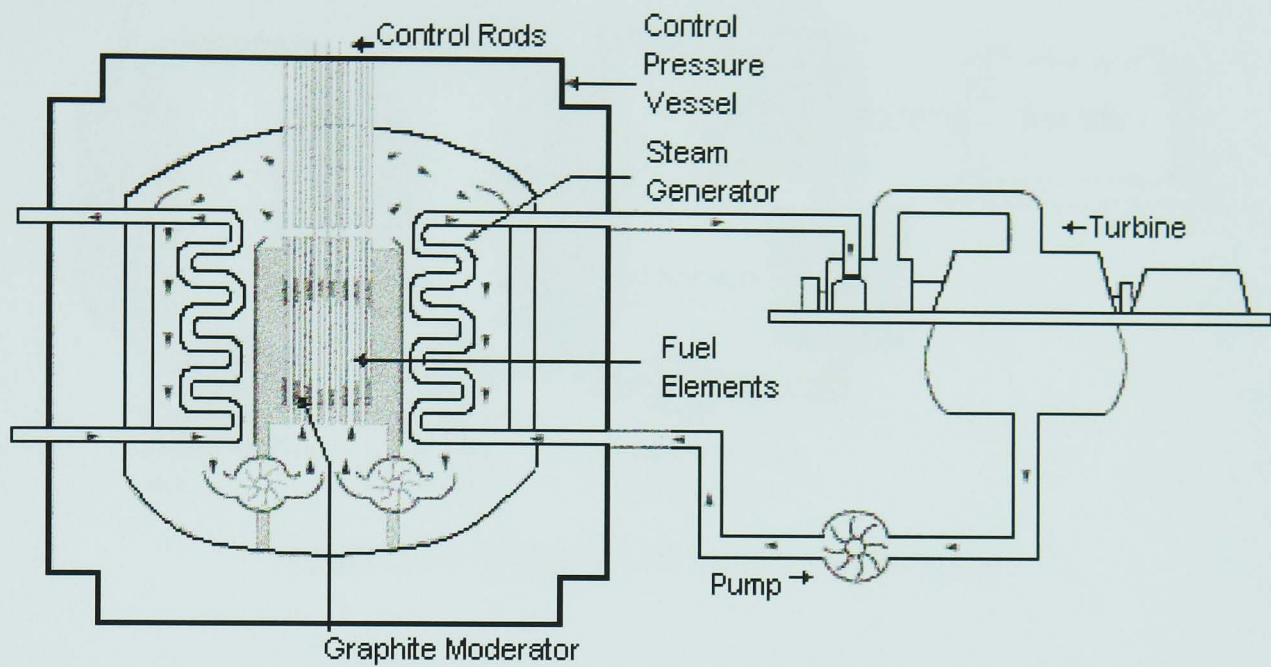 Control Rods
Control
Pressure
Vessel
Steam
Generator
Turbine
Fuel
Elements
Pump
Graphite Moderator